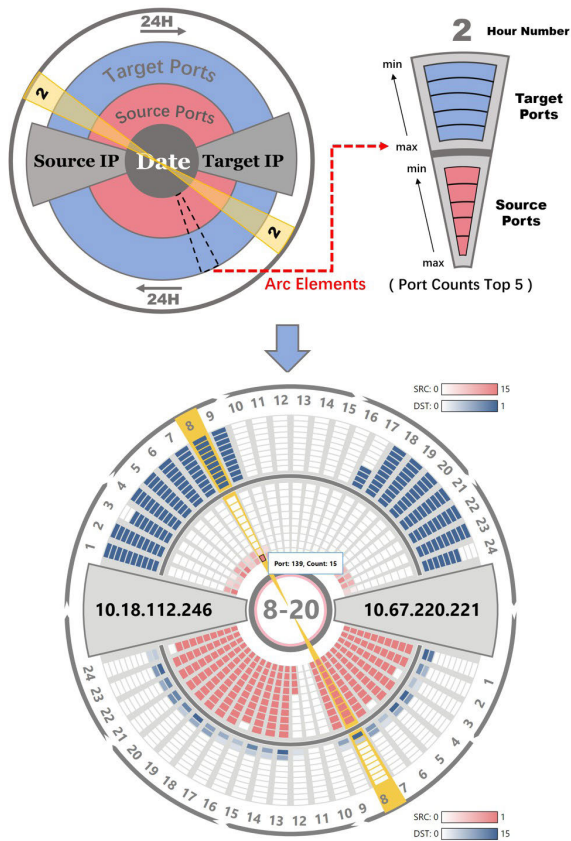 24H
Target Ports
Source Ports
2
Source IP
Date
Target IP
2
24H
Arc Elements
2
Hour Number
min
max
Target
Ports
min
max
Source
Ports
( Port Counts Top 5 )
SRC: 0
15
DST: 0
1
1
2
3
4
5
6
7
8
9
10
11
12
13
14
15
16
17
18
19
20
21
22
23
24
Port: 139, Count: 15
10.18.112.246
8-20
10.67.220.221
24
23
22
21
20
19
18
17
16
15
14
13
12
11
10
9
8
7
6
5
4
3
2
1
SRC: 0
1
DST: 0
15